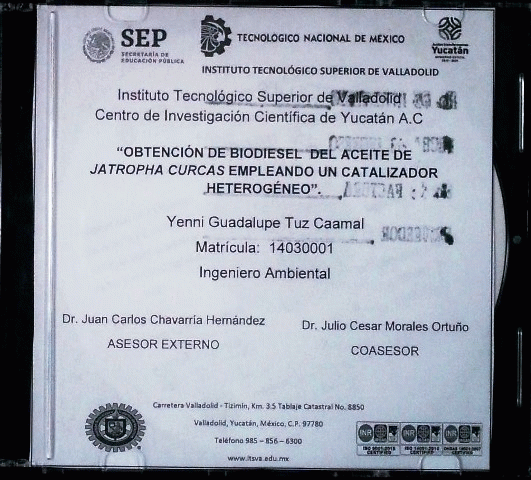 SEP
SECRETARÍA DE
EDUCACIÓN PÚBLICA
TECNOLÓGICO NACIONAL DE MÉXICO
Yucatán
INSTITUTO TECNOLÓGICO SUPERIOR DE VALLADOLID
Instituto Tecnológico Superior de Valladolid
Centro de Investigación Científica de Yucatán A.C
“OBTENCIÓN DE BIODIESEL DEL ACEITE DE
JATROPHA CURCAS EMPLEANDO UN CATALIZADOR
HETEROGÉNEO”.
Yenni Guadalupe Tuz Caamal
Matrícula: 14030001
Ingeniero Ambiental
Dr. Juan Carlos Chavarría Hernández
ASESOR EXTERNO
Dr. Julio Cesar Morales Ortuño
COASESOR
Carretera Valladolid - Tizimín, Km. 3.5 Tablaje Catastral No. 8850
Valladolid, Yucatán, México, C.P. 97780
Teléfono 985 - 856 - 6300
www.itsva.edu.mx